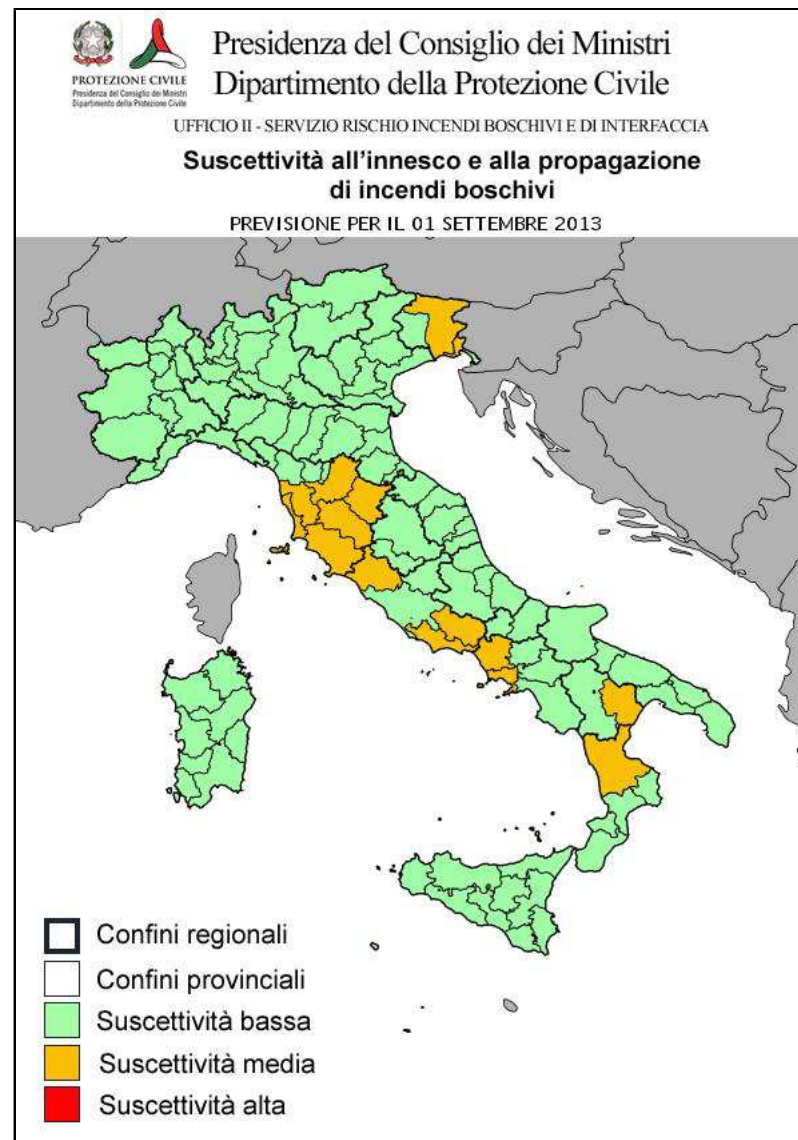 Presidenza del Consiglio dei Ministri
Dipartimento della Protezione Civile
PROTEZIONE CIVILE
Presidenza del Consiglio dei Ministri
Dipartimento della Protezione Civile
UFFICIO II - SERVIZIO RISCHIO INCENDI BOSCHIVI E DI INTERFACCIA
Suscettività all'innesco e alla propagazione
di incendi boschivi
PREVISIONE PER IL 01 SETTEMBRE 2013
Confini regionali
Confini provinciali
Suscettività bassa
Suscettività media
Suscettività alta